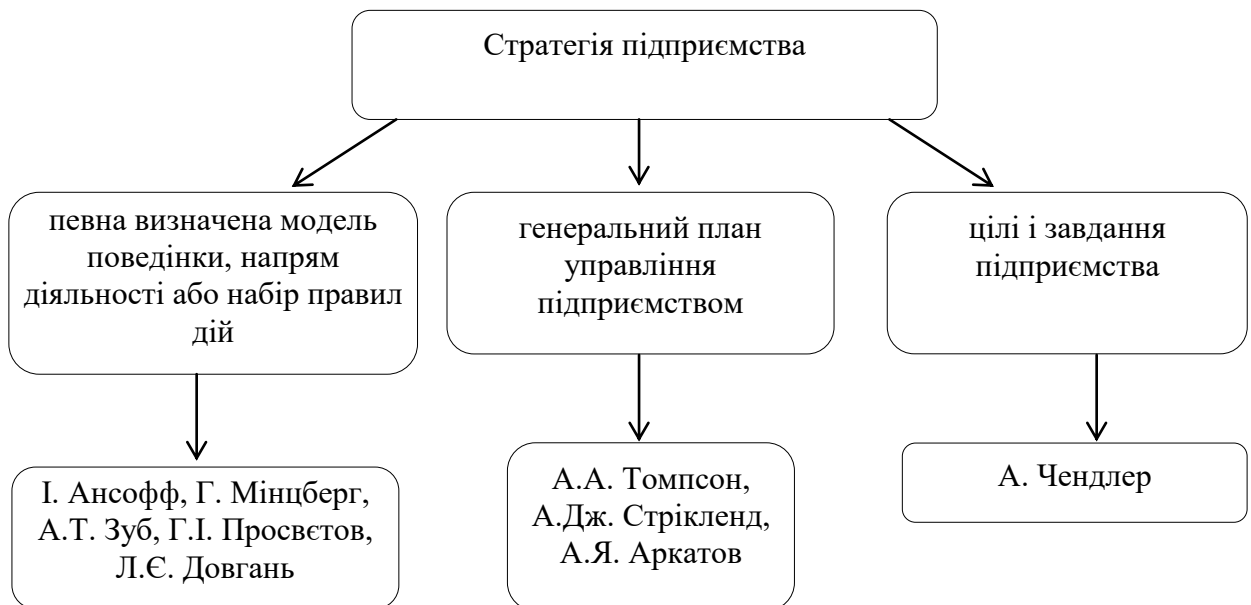 Стратегія підприємства
певна визначена модель
поведінки, напрям
діяльності або набір правил
дій
генеральний план
управління
підприємством
цілі і завдання
підприємства
І. Ансофф, Г. Мінцберг,
А.Т. Зуб, Г.І. Просвєтов,
Л.Є. Довгань
А.А. Томпсон,
А.Дж. Стрікленд,
А.Я. Аркатов
А. Чендлер